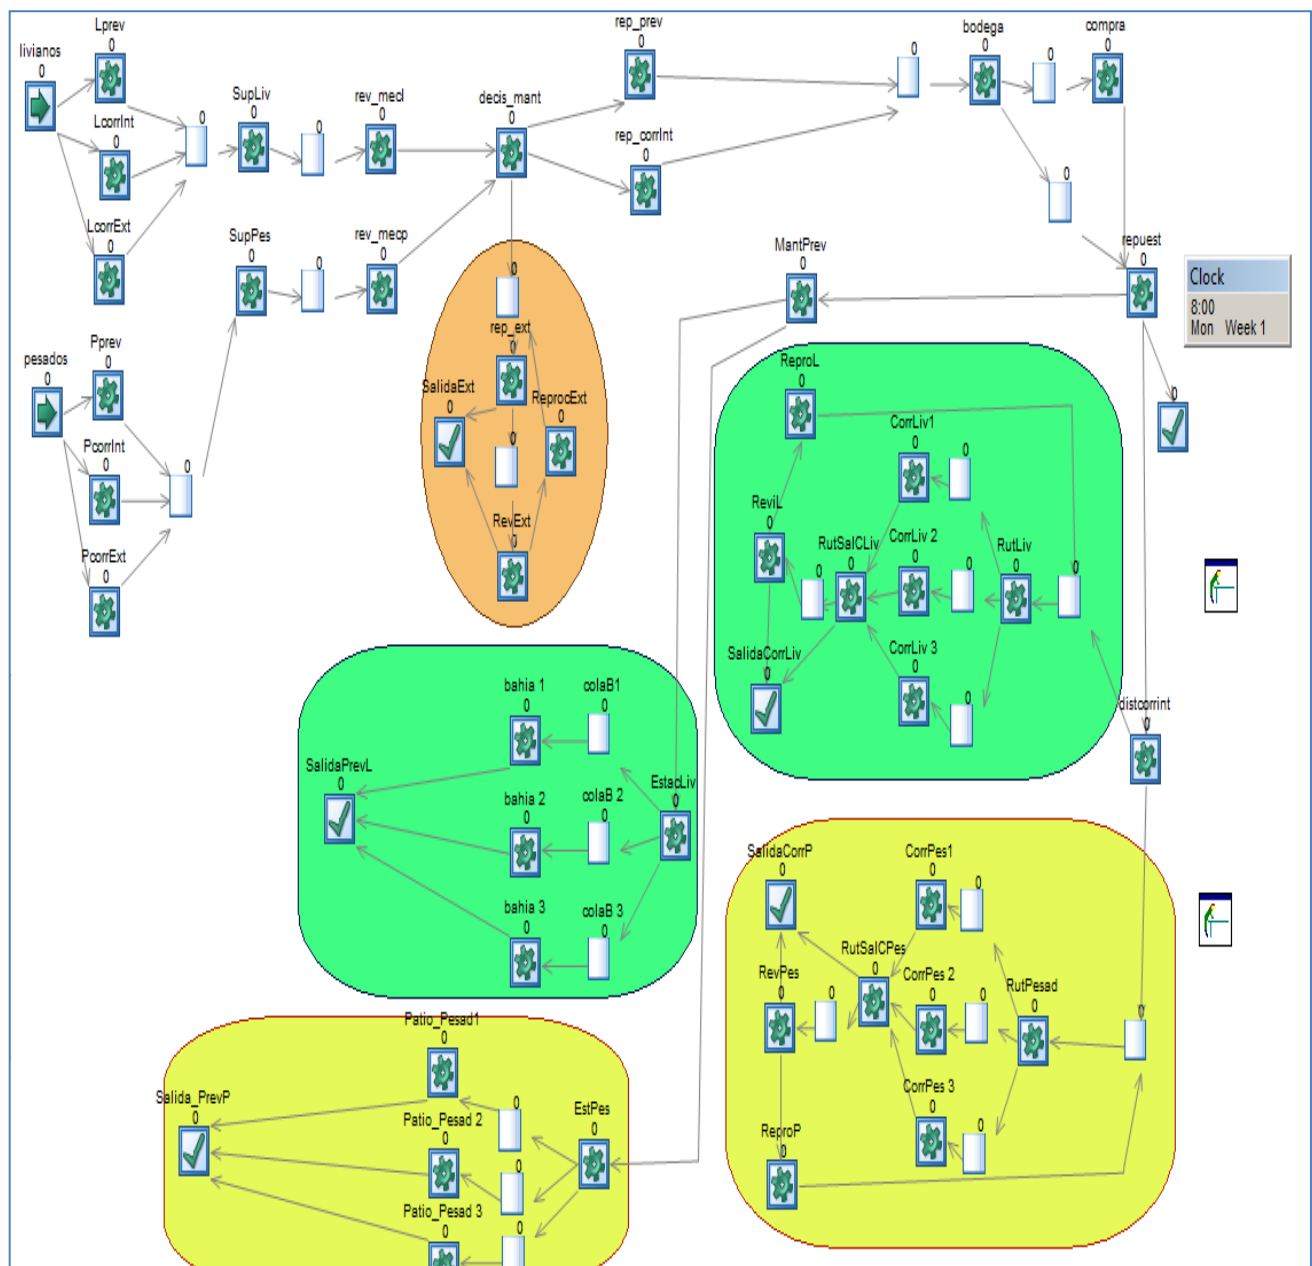 livianos
0
Lprev
0
LcorrInt
0
LcorrExt
0
0
SupLiv
0
0
rev_mecl
0
decis_mant
0
rep_prev
0
rep_corrInt
0
0
bodega
0
0
compra
0
0
repuest
0
Clock
8:00
Mon Week 1
0
SupPes
0
0
rev_mecp
0
MantPrev
0
pesados
0
Pprev
0
PcorrInt
0
PcorrExt
0
0
0
rep_ext
0
SalidaExt
0
ReprocExt
0
0
RevExt
0
ReproL
0
CorrLiv1
0
0
ReviL
0
RutSalCLiv
0
0
CorrLiv 2
0
0
RutLiv
0
0
CorrLiv 3
0
0
SalidaCorrLiv
0
distcorrint
0
bahia 1
0
colaB1
0
SalidaPrevL
0
bahia 2
0
colaB 2
0
EstacLiv
0
bahia 3
0
colaB 3
0
SalidaCorrP
0
CorrPes1
0
0
RutSalCPes
0
RevPes
0
0
CorrPes 2
0
0
RutPesad
0
0
CorrPes 3
0
0
ReproP
0
Patio_Pesad1
0
Salida_PrevP
0
Patio_Pesad 2
0
0
0
EstPes
0
Patio_Pesad 3
0
0